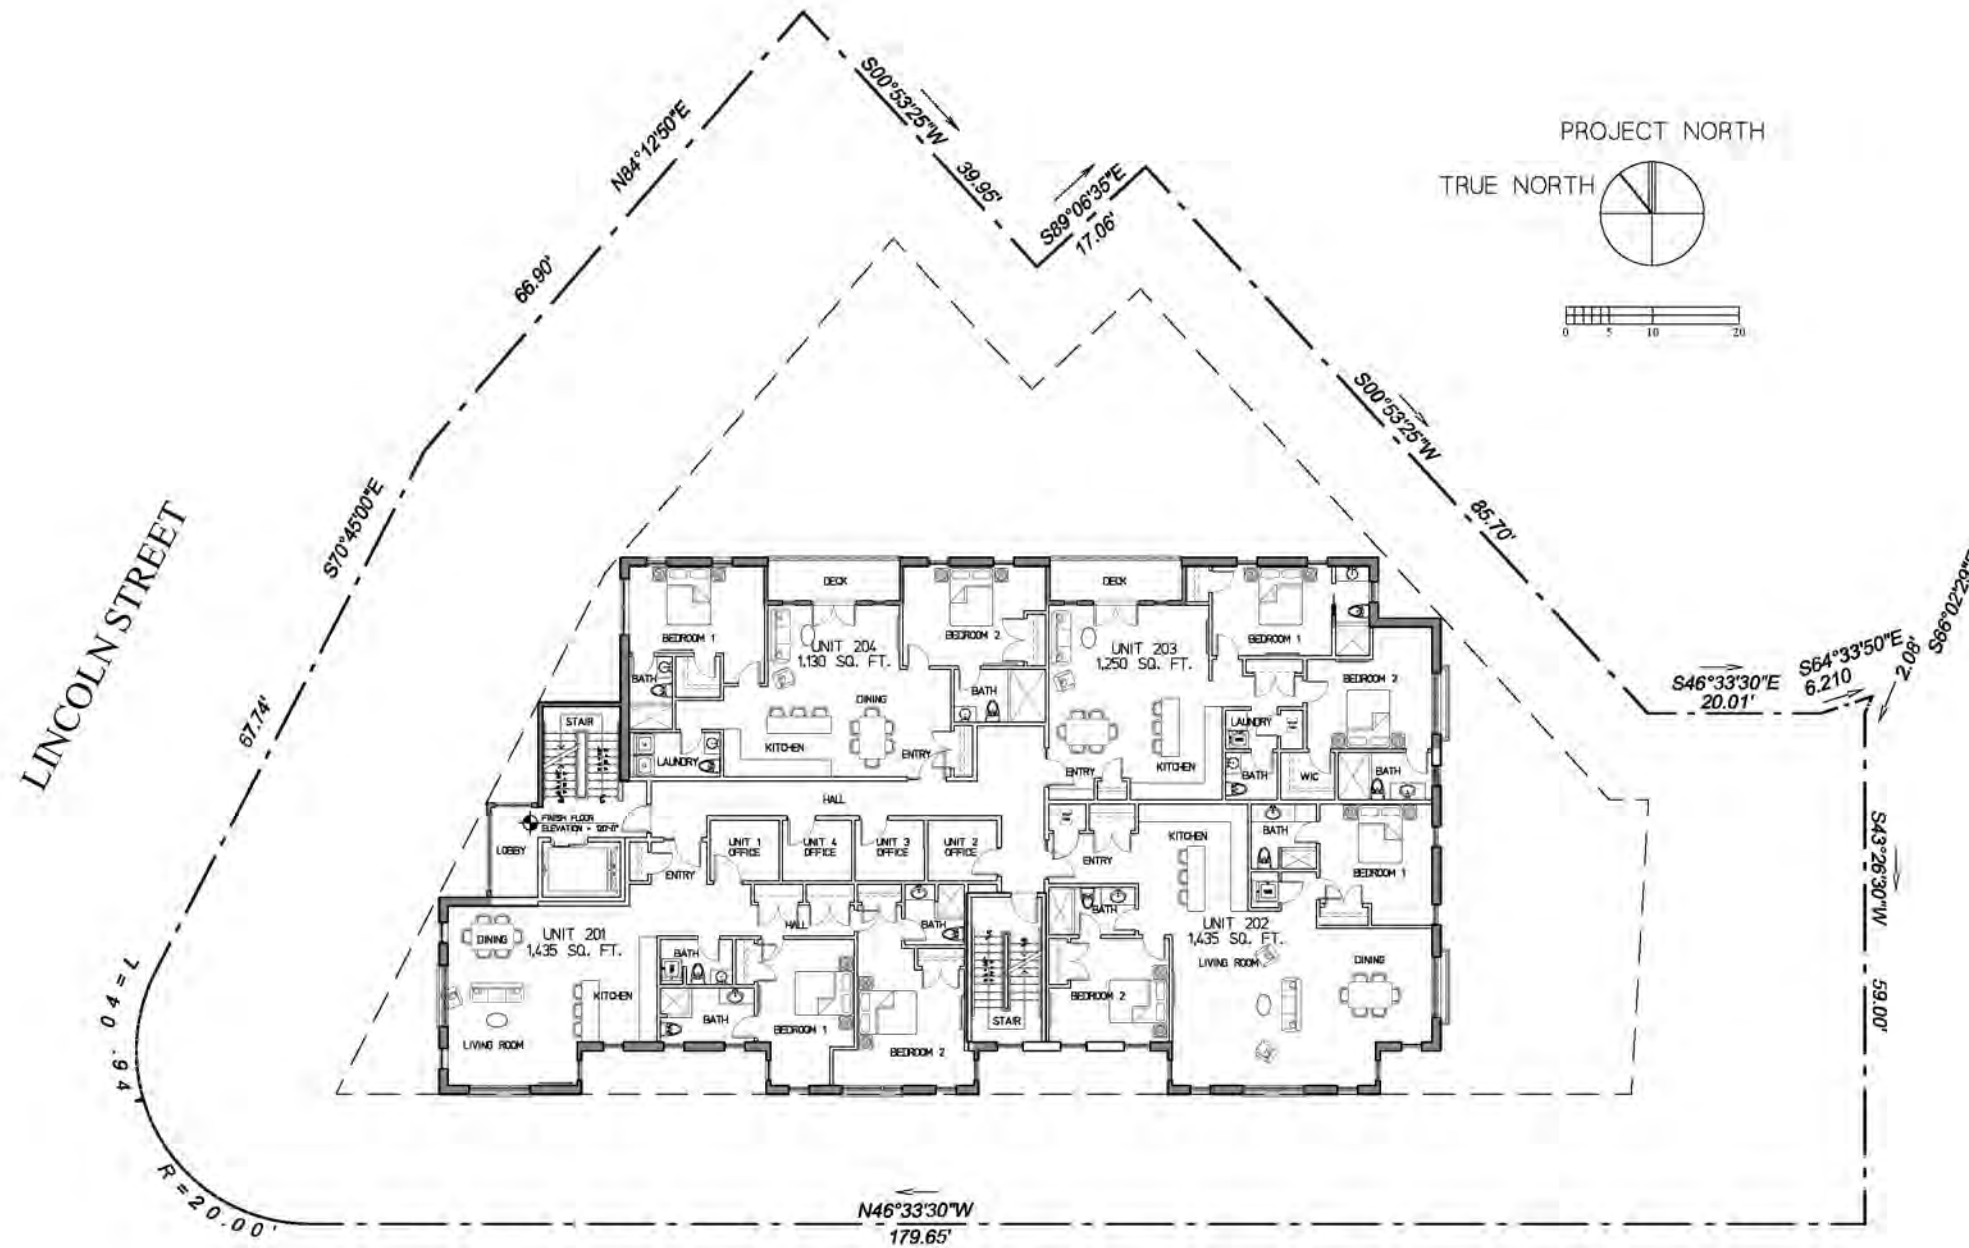 PROJECT NORTH
TRUE NORTH
0 5 10 20
LINCOLN STREET
N84°12'50"E
66.90'
S70°45'00"E
67.74'
S00°53'25"W
39.95'
S89°06'35"E
17.06'
S00°53'25"W
85.70'
S46°33'30"E
20.01'
S64°33'50"E
6.210
2.08'
S66°02'29"E
S43°26'30"W
59.00'
N46°33'30"W
179.65'
R=20.00'
DECK
BEDROOM 1
UNIT 204
1,130 SQ. FT.
BEDROOM 2
BATH
DINING
BATH
KITCHEN
LAUNDRY
ENTRY
DECK
UNIT 203
1,250 SQ. FT.
BEDROOM 1
BEDROOM 2
LAUNDRY
KITCHEN
ENTRY
BATH
WIC
BATH
STAIR
HALL
FINISH FLOOR
LOBBY
UNIT 1
OFFICE
UNIT 4
OFFICE
UNIT 3
OFFICE
UNIT 2
OFFICE
ENTRY
DINING
UNIT 201
1,435 SQ. FT.
KITCHEN
LIVING ROOM
HALL
BATH
BATH
BATH
BEDROOM 1
BEDROOM 2
STAIR
ENTRY
KITCHEN
BATH
BEDROOM 1
BATH
UNIT 202
1,435 SQ. FT.
LIVING ROOM
DINING
BEDROOM 2